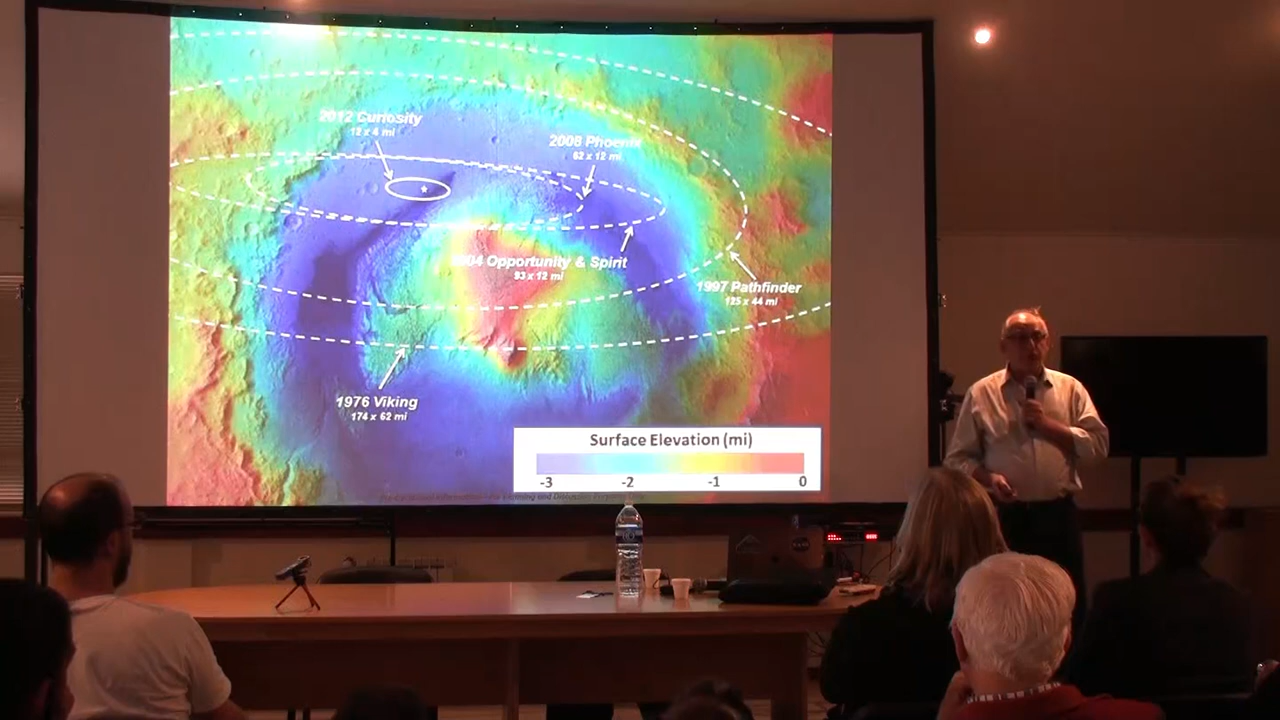 2012 Curiosity
12 x 4 mi
2008 Phoenix
62 x 12 mi
2004 Opportunity & Spirit
93 x 12 mi
1997 Pathfinder
125 x 44 mi
1976 Viking
174 x 62 mi
Surface Elevation (mi)
-3 -2 -1 0